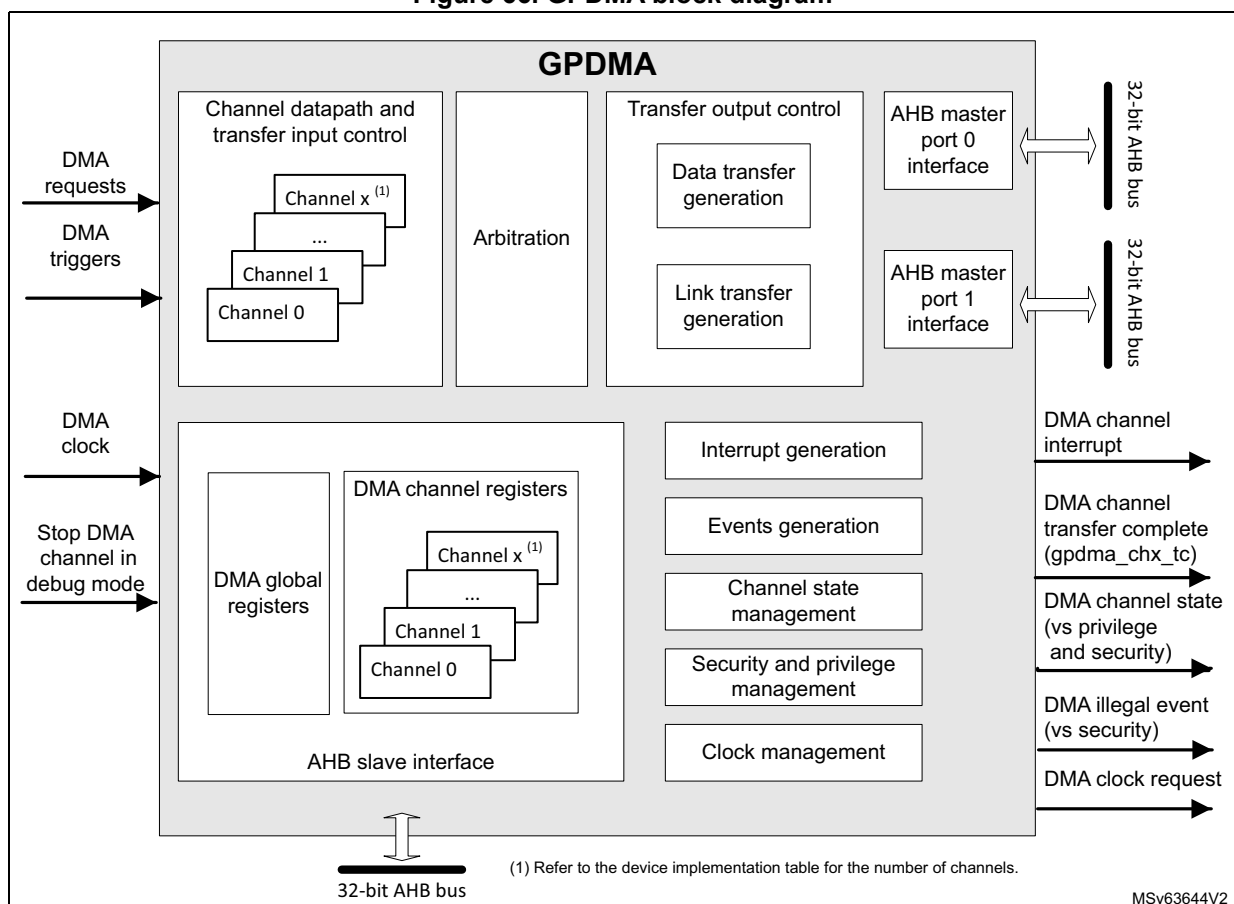 Figure 63. GPDMA block diagram
GPDMA
Channel datapath and
transfer input control
Channel x (1)
...
Channel 1
Channel 0
Arbitration
Transfer output control
Data transfer
generation
Link transfer
generation
AHB master
port 0
interface
AHB master
port 1
interface
32-bit AHB bus
32-bit AHB bus
DMA
requests
DMA
triggers
DMA
clock
Stop DMA
channel in
debug mode
DMA global
registers
DMA channel registers
Channel x (1)
...
Channel 1
Channel 0
AHB slave interface
Interrupt generation
Events generation
Channel state
management
Security and privilege
management
Clock management
DMA channel
interrupt
DMA channel
transfer complete
(gpdma_chx_tc)
DMA channel state
(vs privilege
and security)
DMA illegal event
(vs security)
DMA clock request
32-bit AHB bus
(1) Refer to the device implementation table for the number of channels.
MSv63644V2